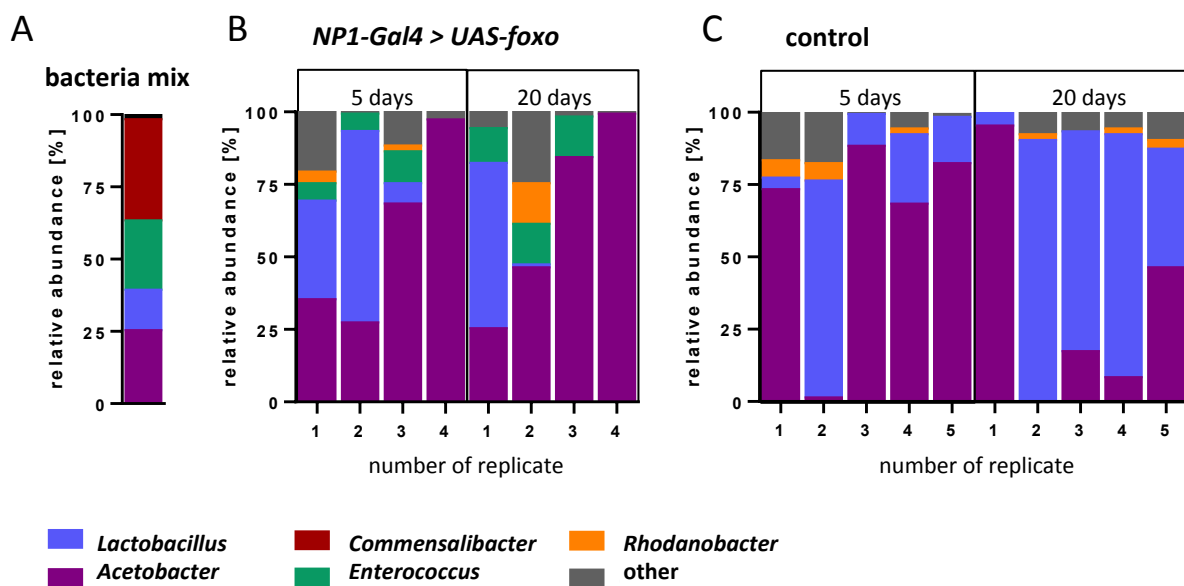 A
bacteria mix
relative abundance [%]
100
75
50
25
0
B
NP1-Gal4 > UAS-foxo
5 days
20 days
relative abundance [%]
100
75
50
25
0
1 2 3 4 1 2 3 4
number of replicate
C
control
5 days
20 days
relative abundance [%]
100
75
50
25
0
1 2 3 4 5 1 2 3 4 5
number of replicate
Lactobacillus
Commensalibacter
Rhodanobacter
Acetobacter
Enterococcus
other